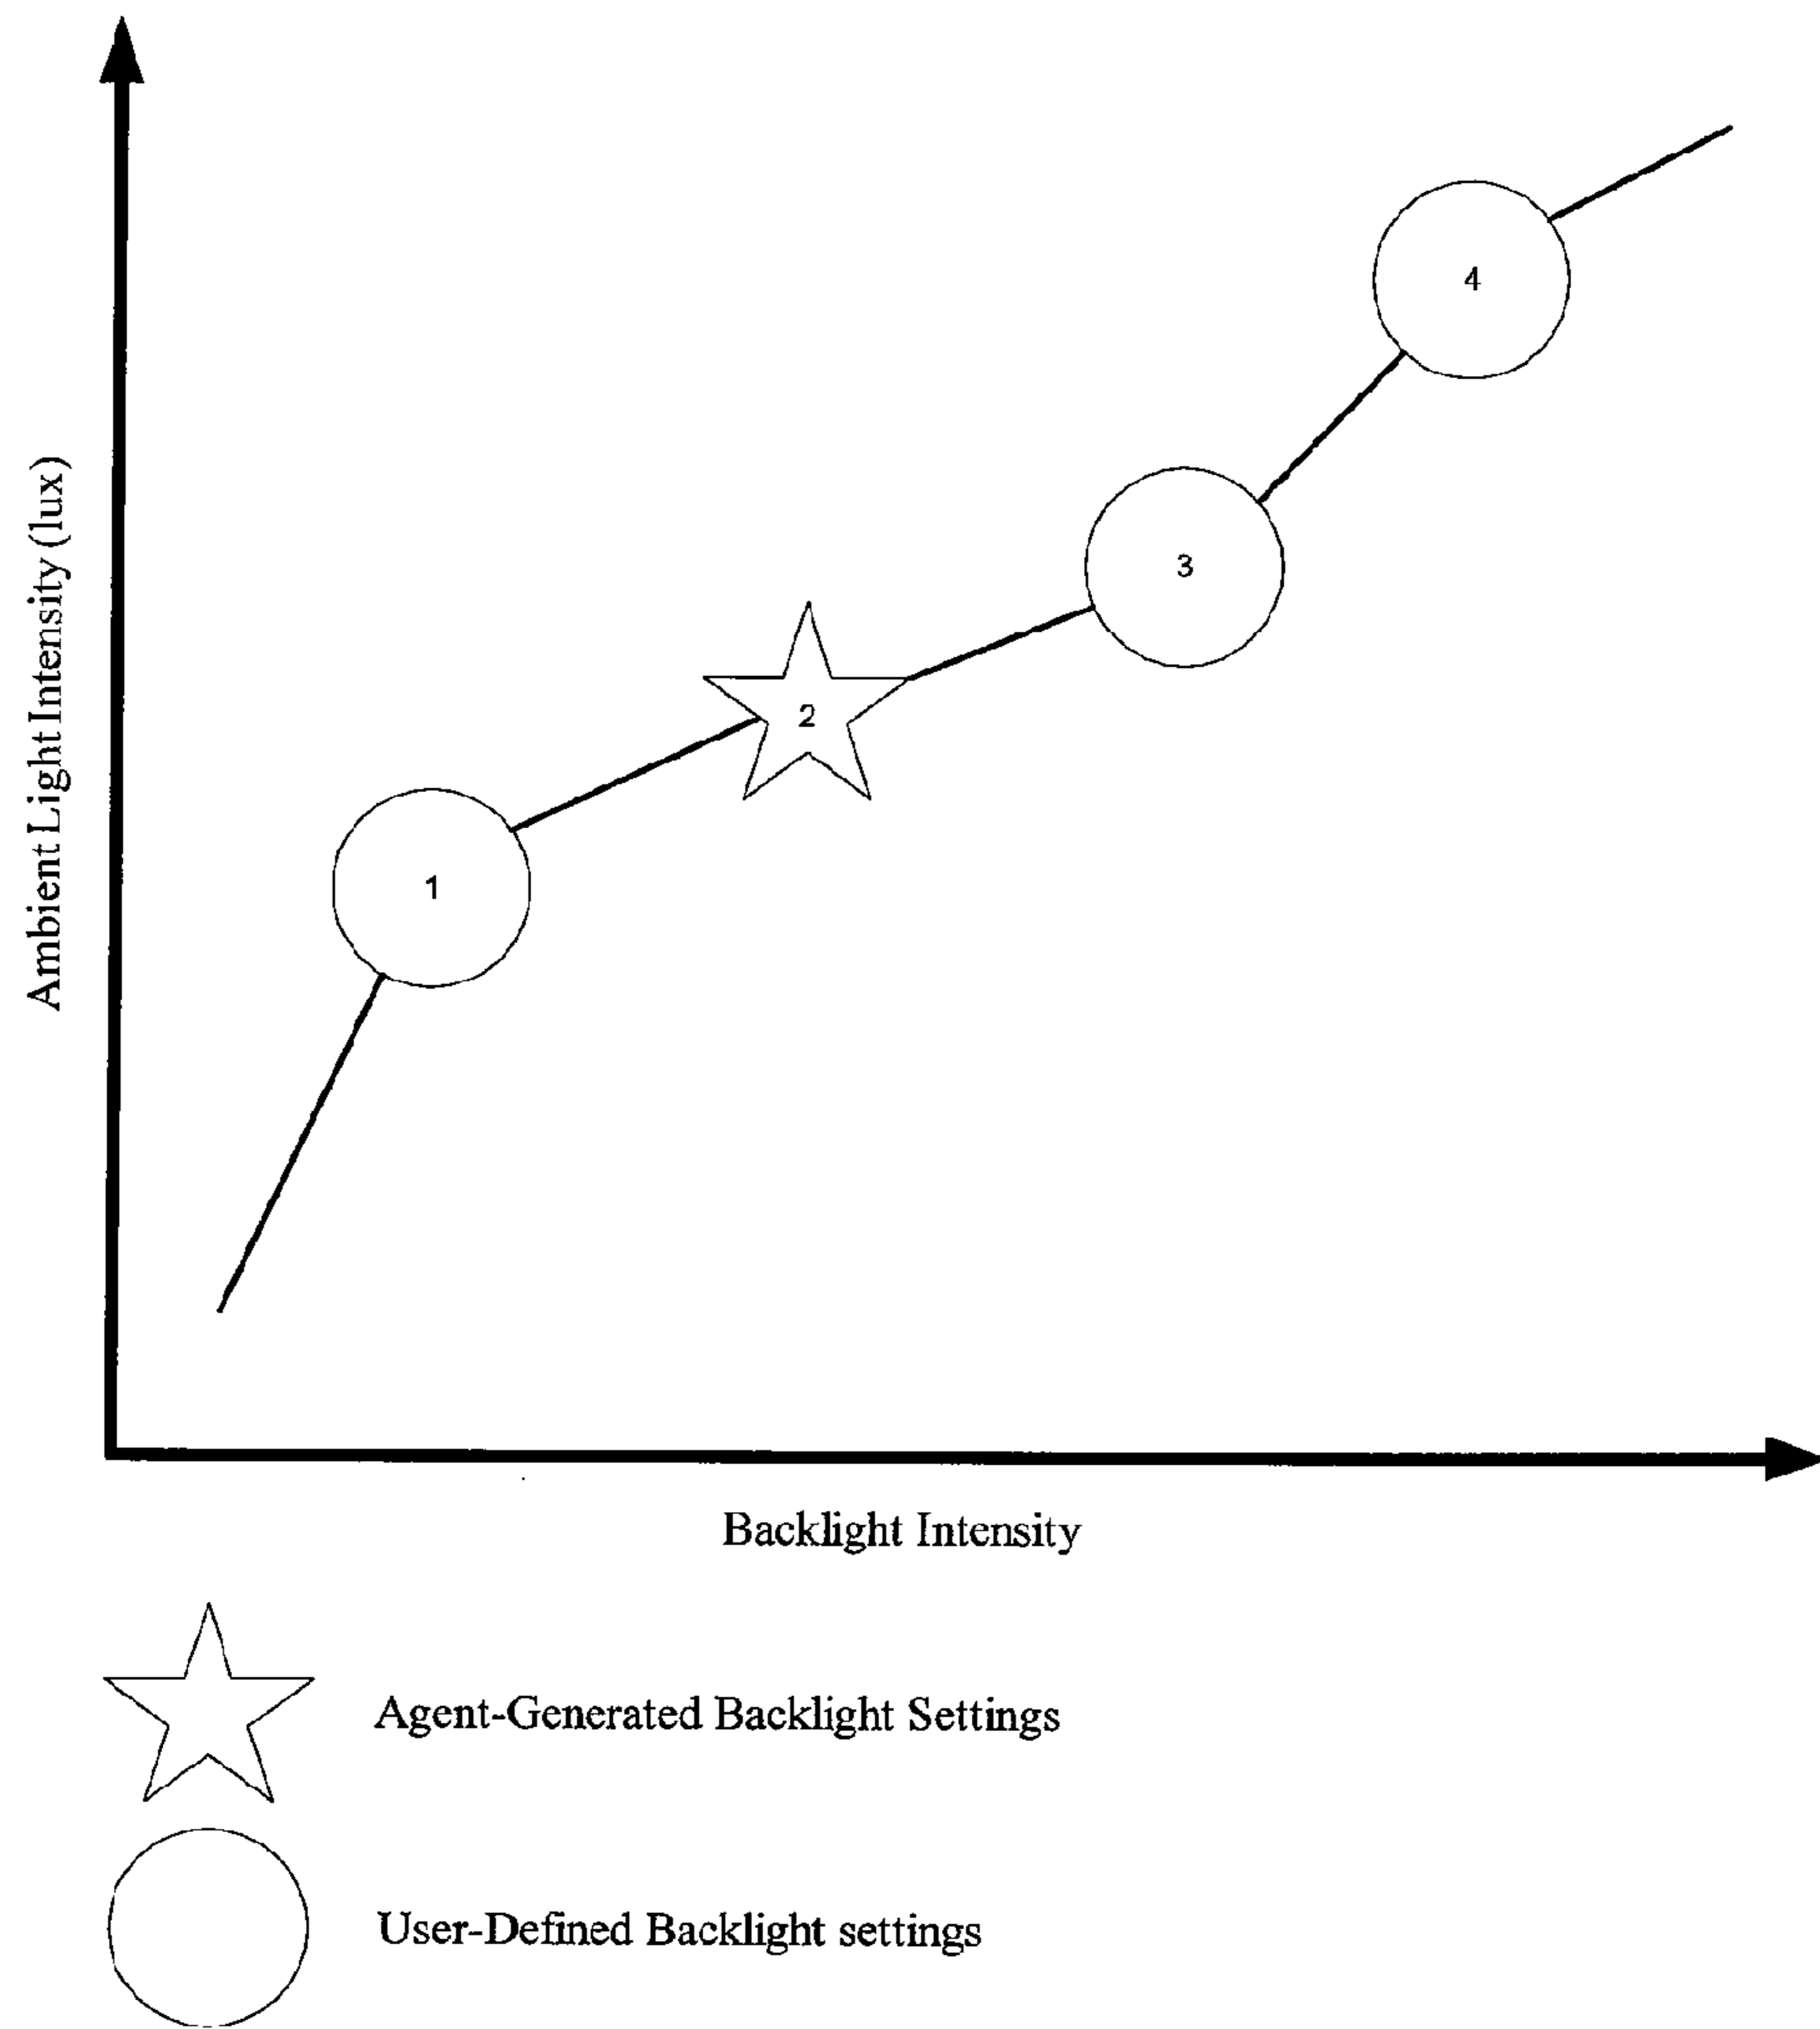 4
3
2
1
Ambient Light Intensity (lux)
Backlight Intensity
Agent-Generated Backlight Settings
User-Defined Backlight settings